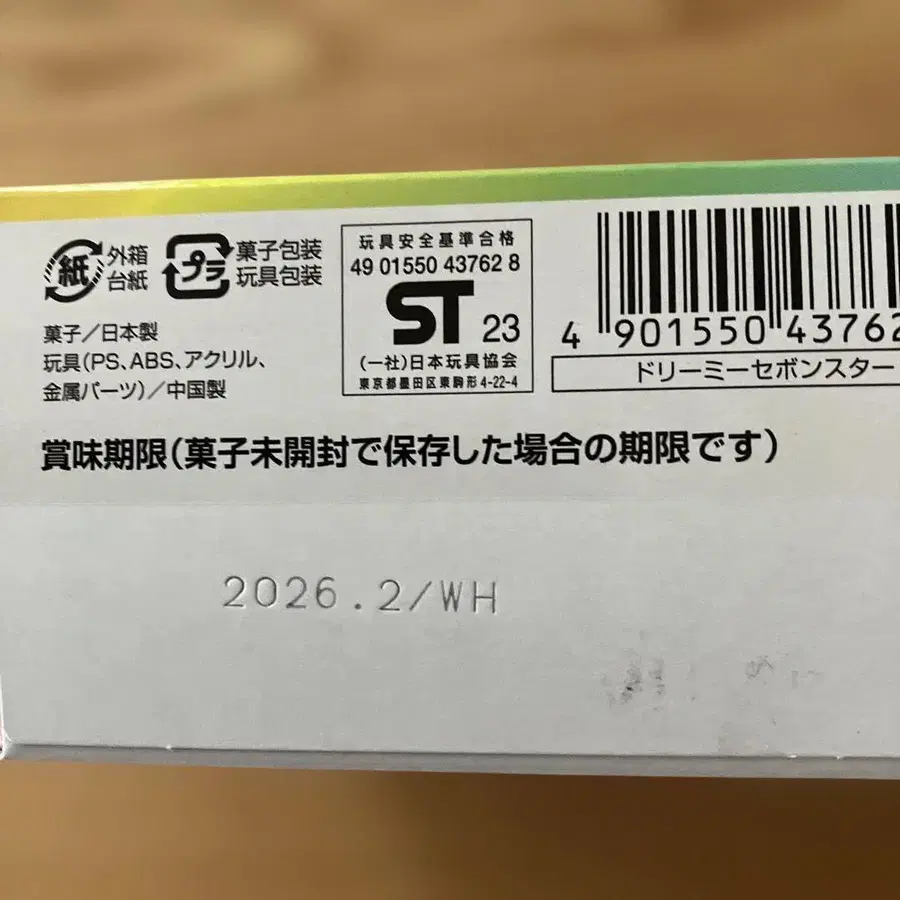 紙 外箱
台紙
プラ 菓子包装
玩具包装
菓子/日本製
玩具(PS、ABS、アクリル、
金属パーツ)/中国製
玩具安全基準合格
49 01550 43762 8
ST 23
(一社)日本玩具協会
東京都墨田区東駒形4-22-4
4 901550 43762
ドリーミーセボンスター
賞味期限(菓子未開封で保存した場合の期限です)
2026.2/WH